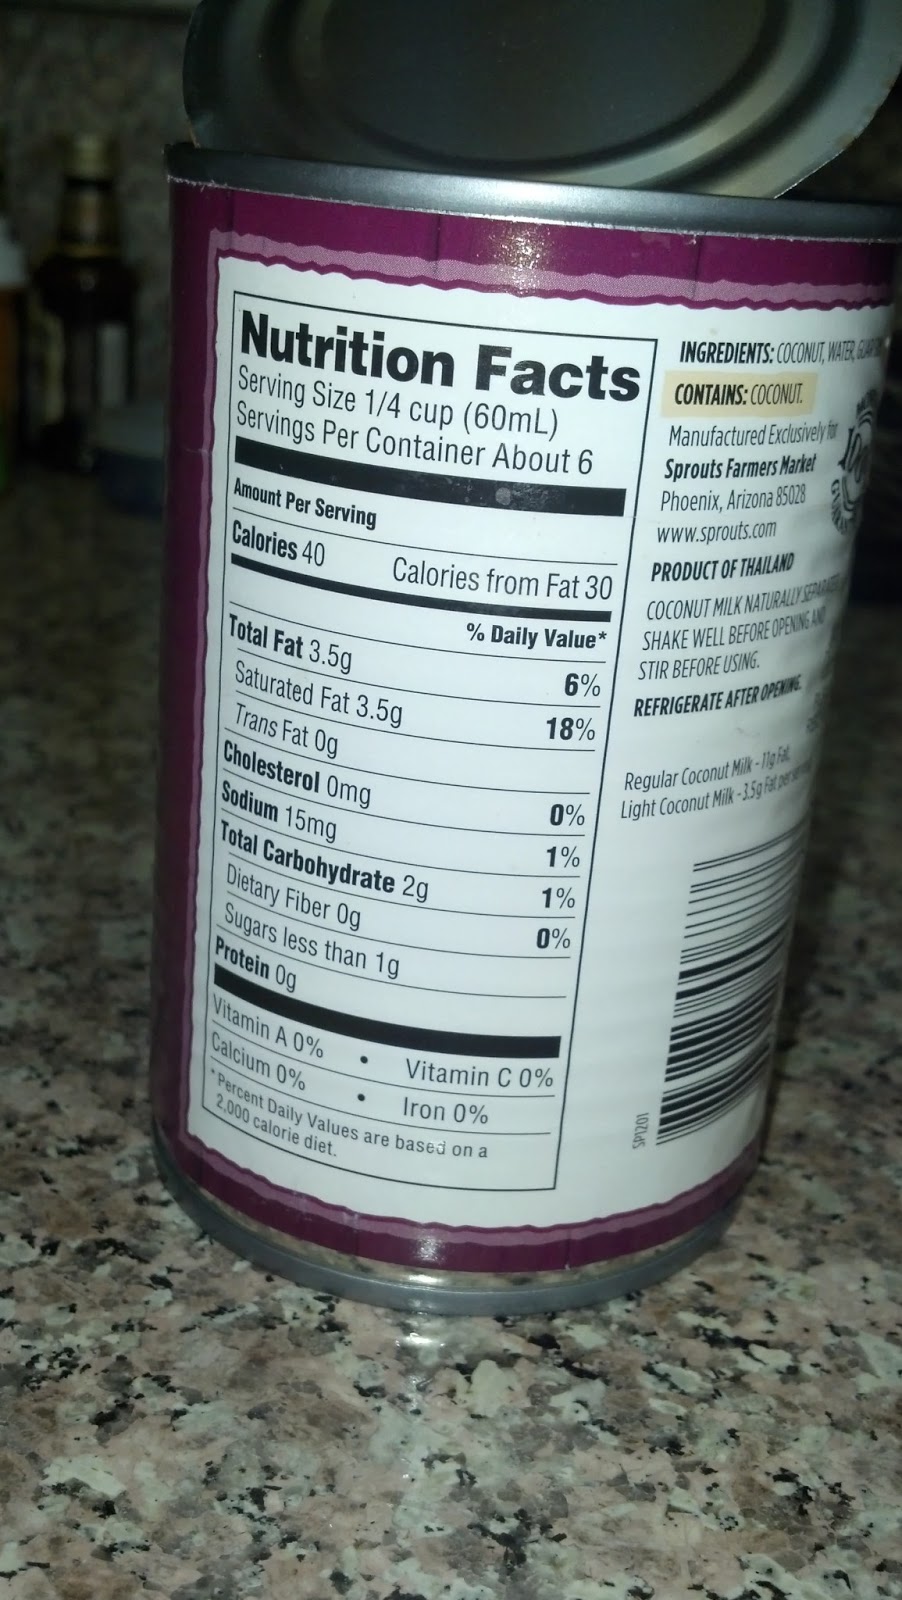 Nutrition Facts
Serving Size 1/4 cup (60mL)
Servings Per Container About 6
Amount Per Serving
Calories 40 Calories from Fat 30
% Daily Value*
Total Fat 3.5g 6%
Saturated Fat 3.5g 18%
Trans Fat 0g
Cholesterol 0mg 0%
Sodium 15mg 1%
Total Carbohydrate 2g 1%
Dietary Fiber 0g 0%
Sugars less than 1g
Protein 0g
Vitamin A 0% • Vitamin C 0%
Calcium 0% • Iron 0%
*Percent Daily Values are based on a
2,000 calorie diet.
INGREDIENTS: COCONUT, WATER, GUAR
CONTAINS: COCONUT.
Manufactured Exclusively for
Sprouts Farmers Market
Phoenix, Arizona 85028
www.sprouts.com
PRODUCT OF THAILAND
COCONUT MILK NATURALLY
SHAKE WELL BEFORE OPENING AND
STIR BEFORE USING.
REFRIGERATE AFTER OPENING.
Regular Coconut Milk - 11g Fat,
Light Coconut Milk - 3.5g Fat per
SP1201